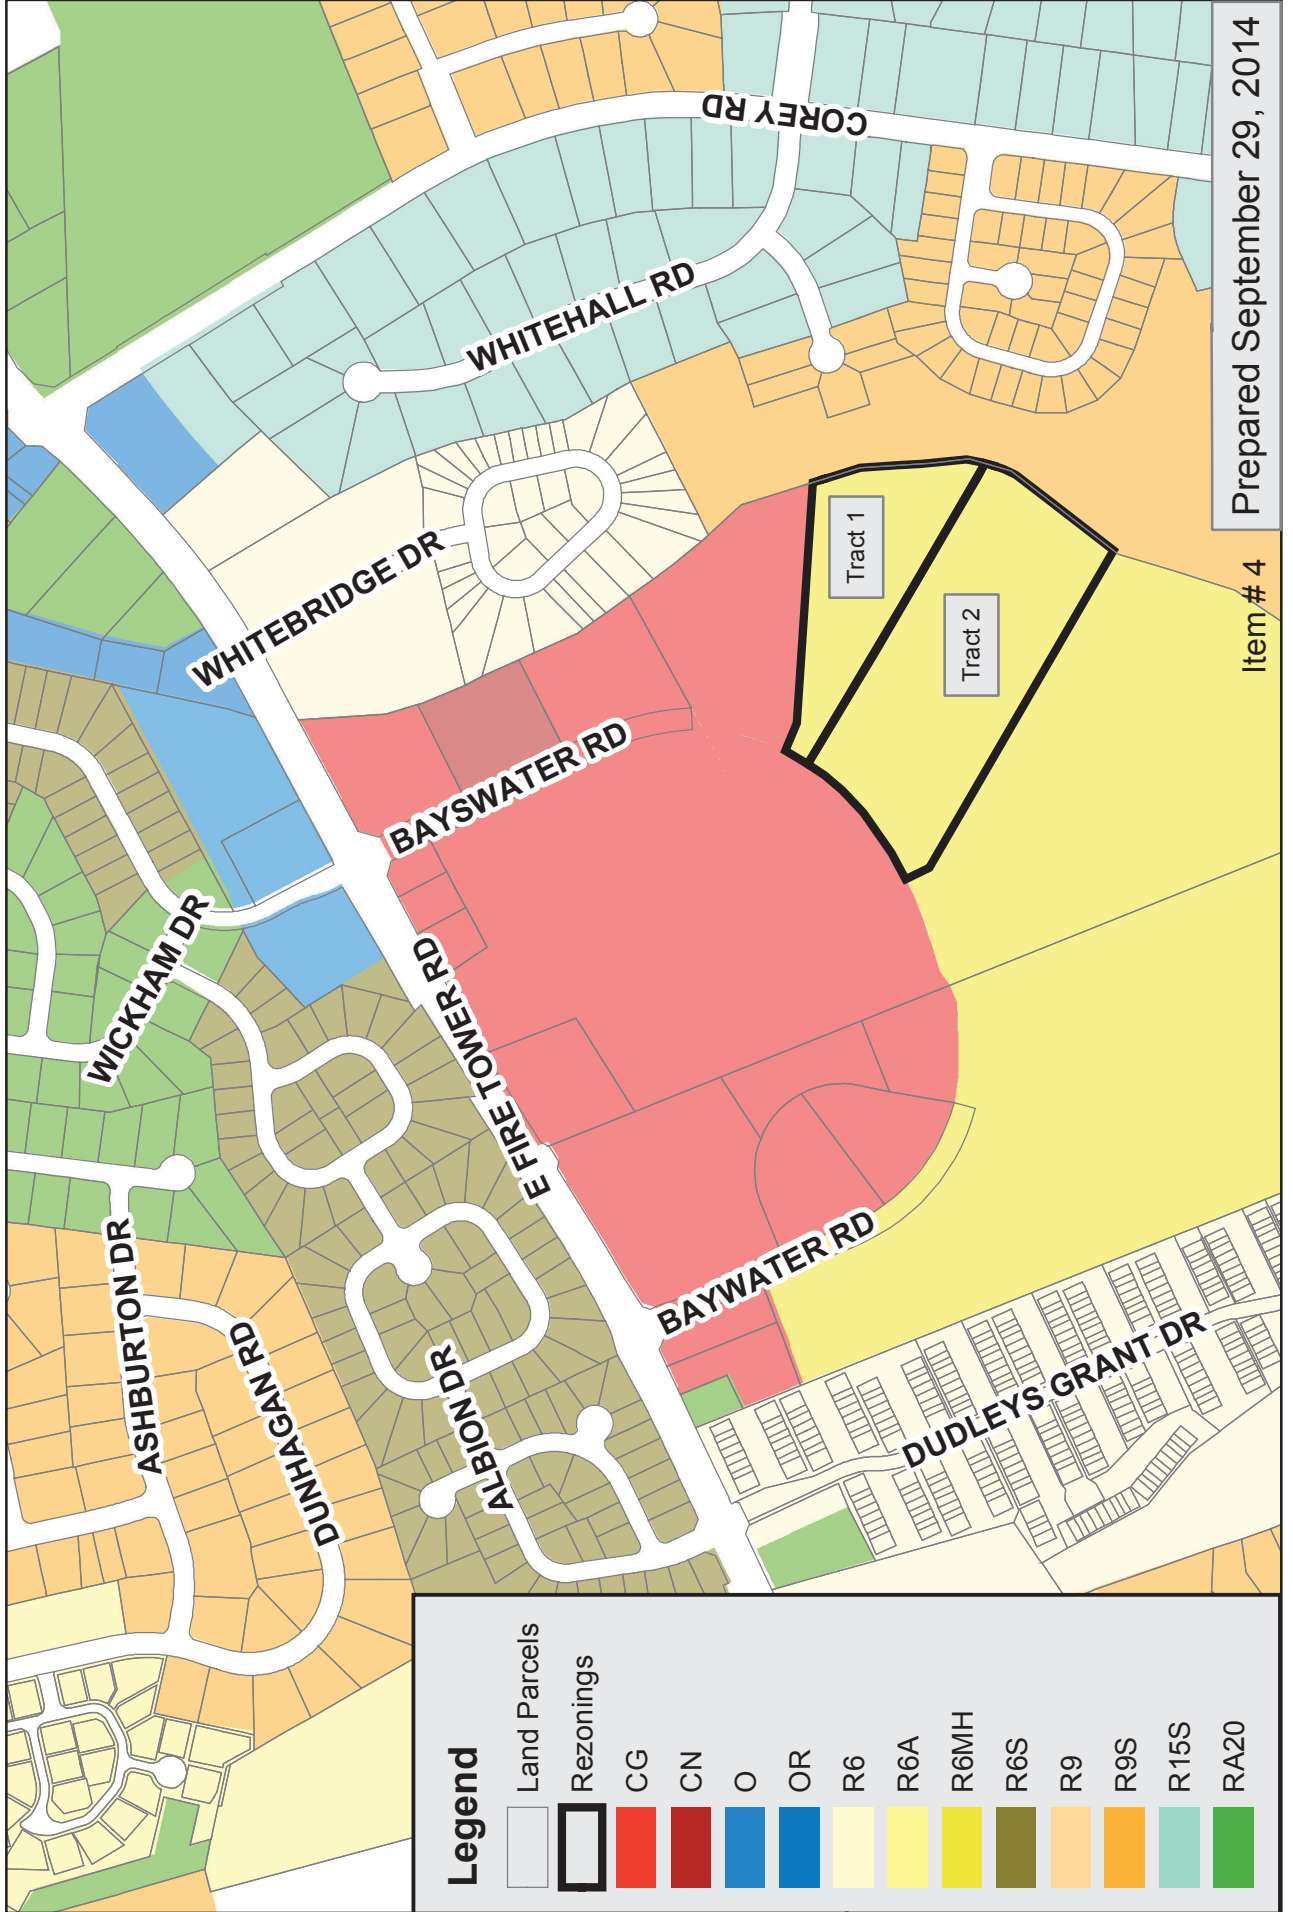 COREY RD
WHITEHALL RD
WHITEBRIDGE DR
BAYSWATER RD
WICKHAM DR
E FIRE TOWER RD
ASHBURTON DR
DUNHAGAN RD
ALBION DR
BAYWATER RD
DUDLEYS GRANT DR
Tract 1
Tract 2
Item # 4
Prepared September 29, 2014
Legend
Land Parcels
Rezonings
CG
CN
O
OR
R6
R6A
R6MH
R6S
R9
R9S
R15S
RA20